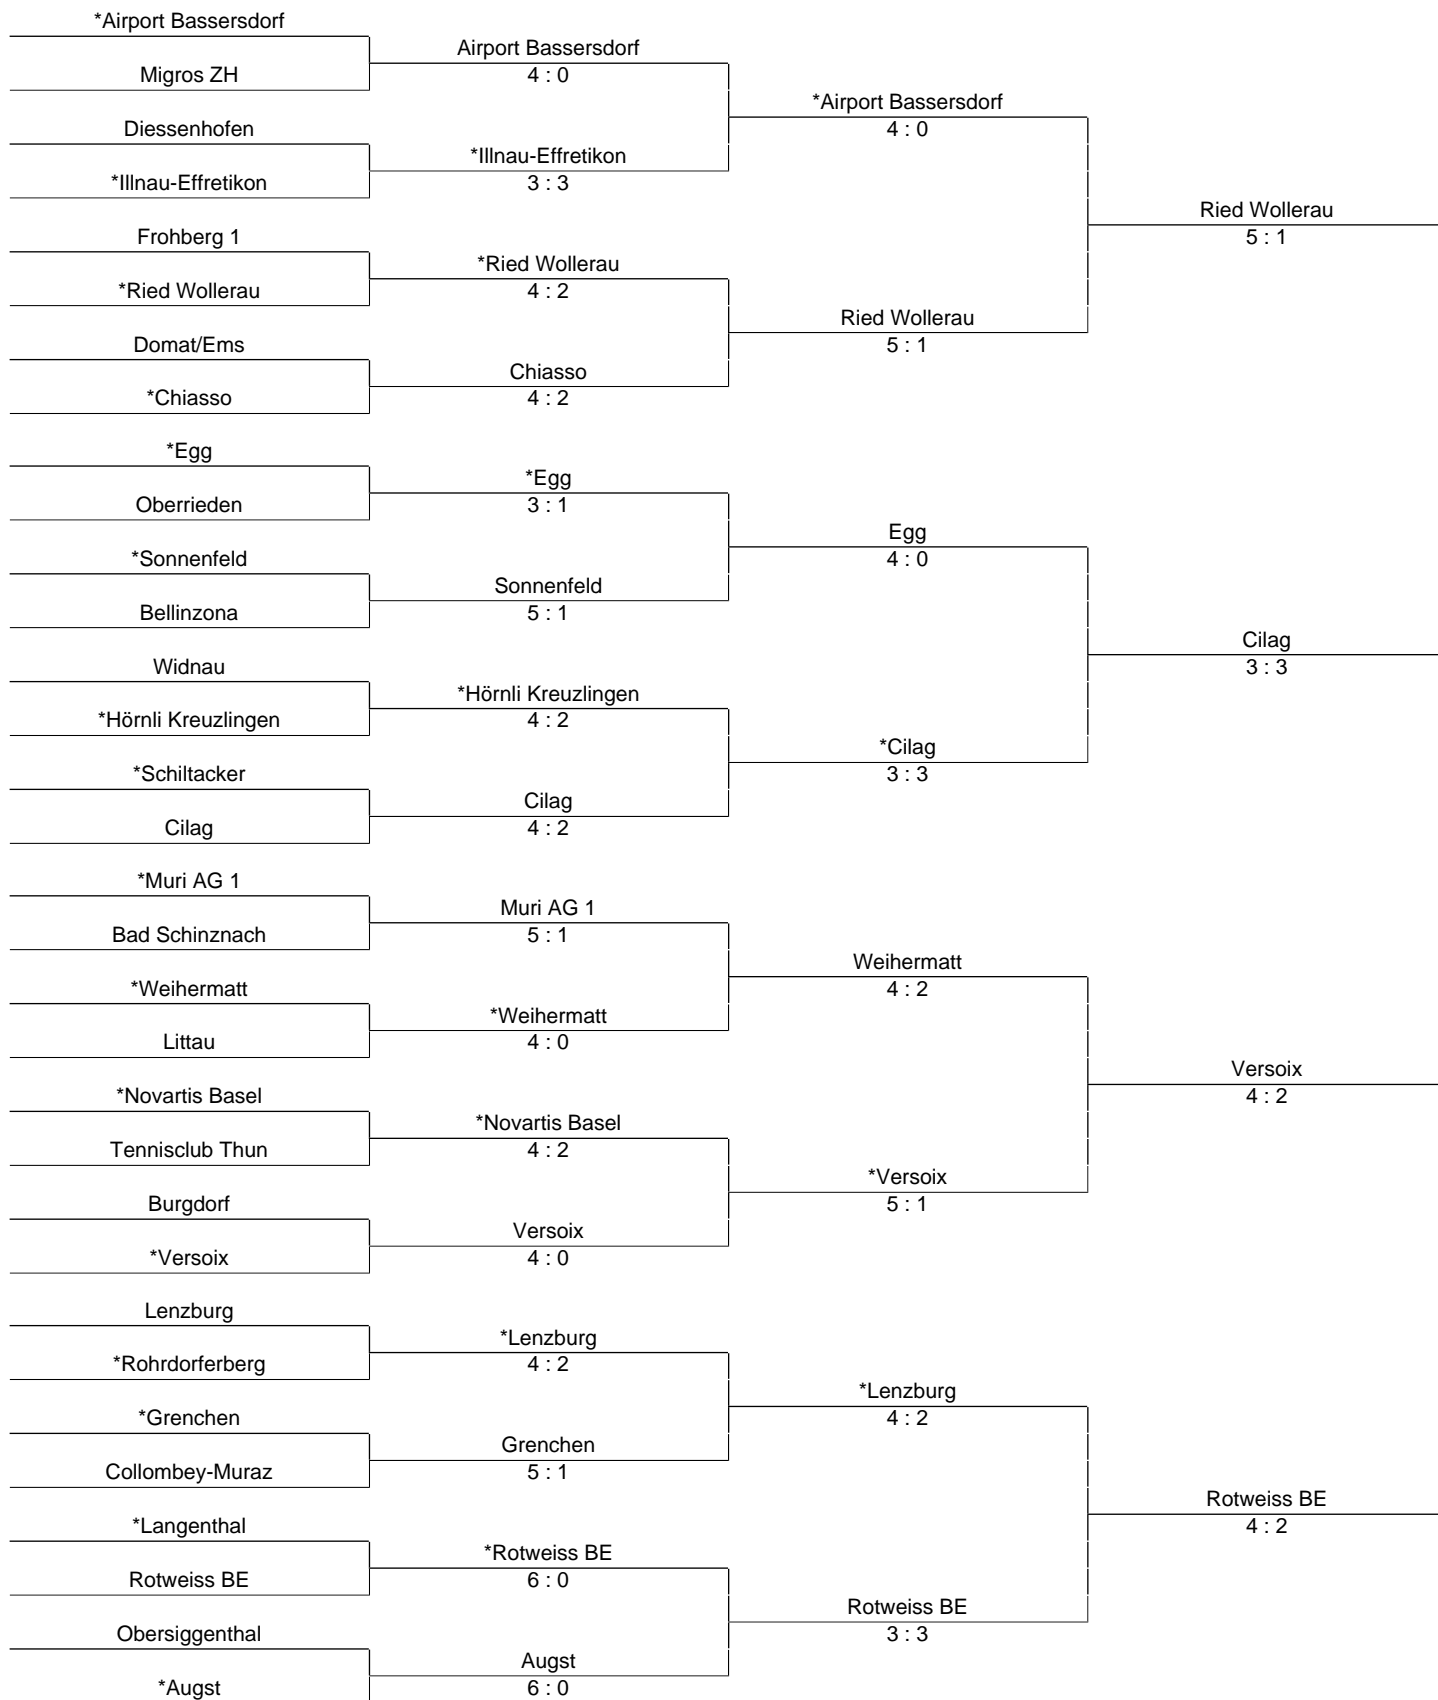 *Airport Bassersdorf
Migros ZH
Diessenhofen
*Illnau-Effretikon
Frohberg 1
*Ried Wollerau
Domat/Ems
*Chiasso
*Egg
Oberrieden
*Sonnenfeld
Bellinzona
Widnau
*Hörnli Kreuzlingen
*Schiltacker
Cilag
*Muri AG 1
Bad Schinznach
*Weihermatt
Littau
*Novartis Basel
Tennisclub Thun
Burgdorf
*Versoix
Lenzburg
*Rohrdorferberg
*Grenchen
Collombey-Muraz
*Langenthal
Rotweiss BE
Obersiggenthal
*Augst
Airport Bassersdorf
4 : 0
*Illnau-Effretikon
3 : 3
*Ried Wollerau
4 : 2
Chiasso
4 : 2
*Egg
3 : 1
Sonnenfeld
5 : 1
*Hörnli Kreuzlingen
4 : 2
Cilag
4 : 2
Muri AG 1
5 : 1
*Weihermatt
4 : 0
*Novartis Basel
4 : 2
Versoix
4 : 0
*Lenzburg
4 : 2
Grenchen
5 : 1
*Rotweiss BE
6 : 0
Augst
6 : 0
*Airport Bassersdorf
4 : 0
Ried Wollerau
5 : 1
Egg
4 : 0
*Cilag
3 : 3
Weihermatt
4 : 2
*Versoix
5 : 1
*Lenzburg
4 : 2
Rotweiss BE
3 : 3
Ried Wollerau
5 : 1
Cilag
3 : 3
Versoix
4 : 2
Rotweiss BE
4 : 2